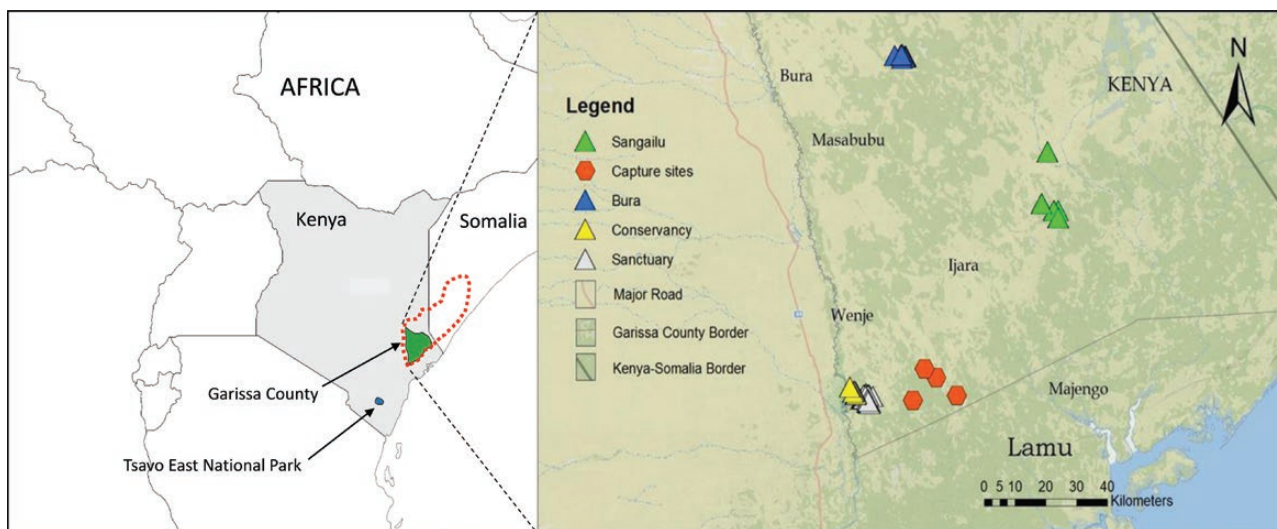 AFRICA
Kenya
Somalia
Garissa County
Tsavo East National Park
Legend
Sangailu
Capture sites
Bura
Conservancy
Sanctuary
Major Road
Garissa County Border
Kenya-Somalia Border
Bura
Masabubu
KENYA
N
Ijara
Wenje
Majengo
Lamu
0 5 10 20 30 40
Kilometers